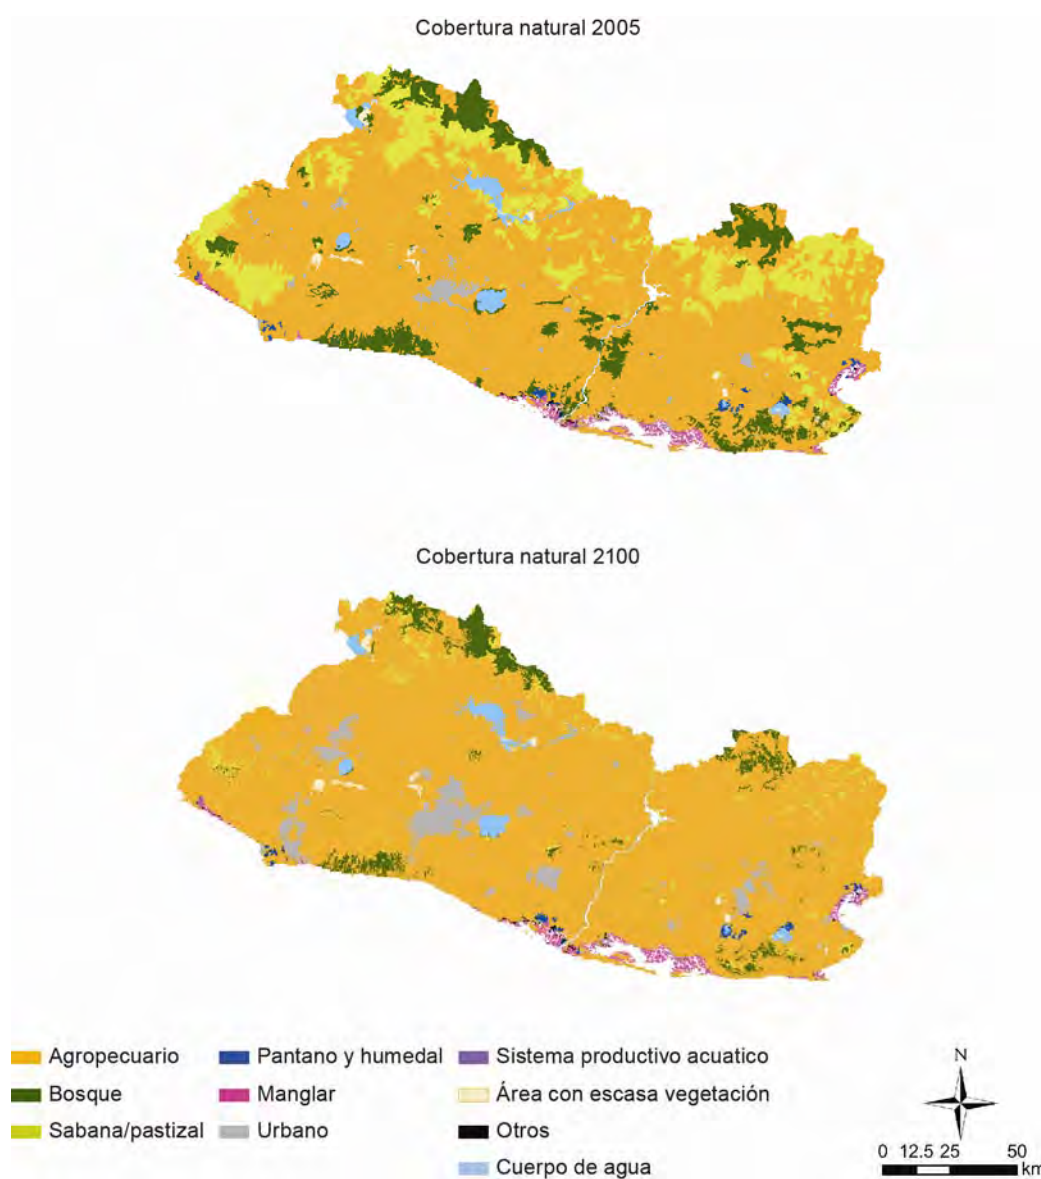 Cobertura natural 2005
Cobertura natural 2100
Agropecuario
Pantano y humedal
Sistema productivo acuatico
Bosque
Manglar
Área con escasa vegetación
Sabana/pastizal
Urbano
Otros
Cuerpo de agua
N
0 12.5 25 50
km